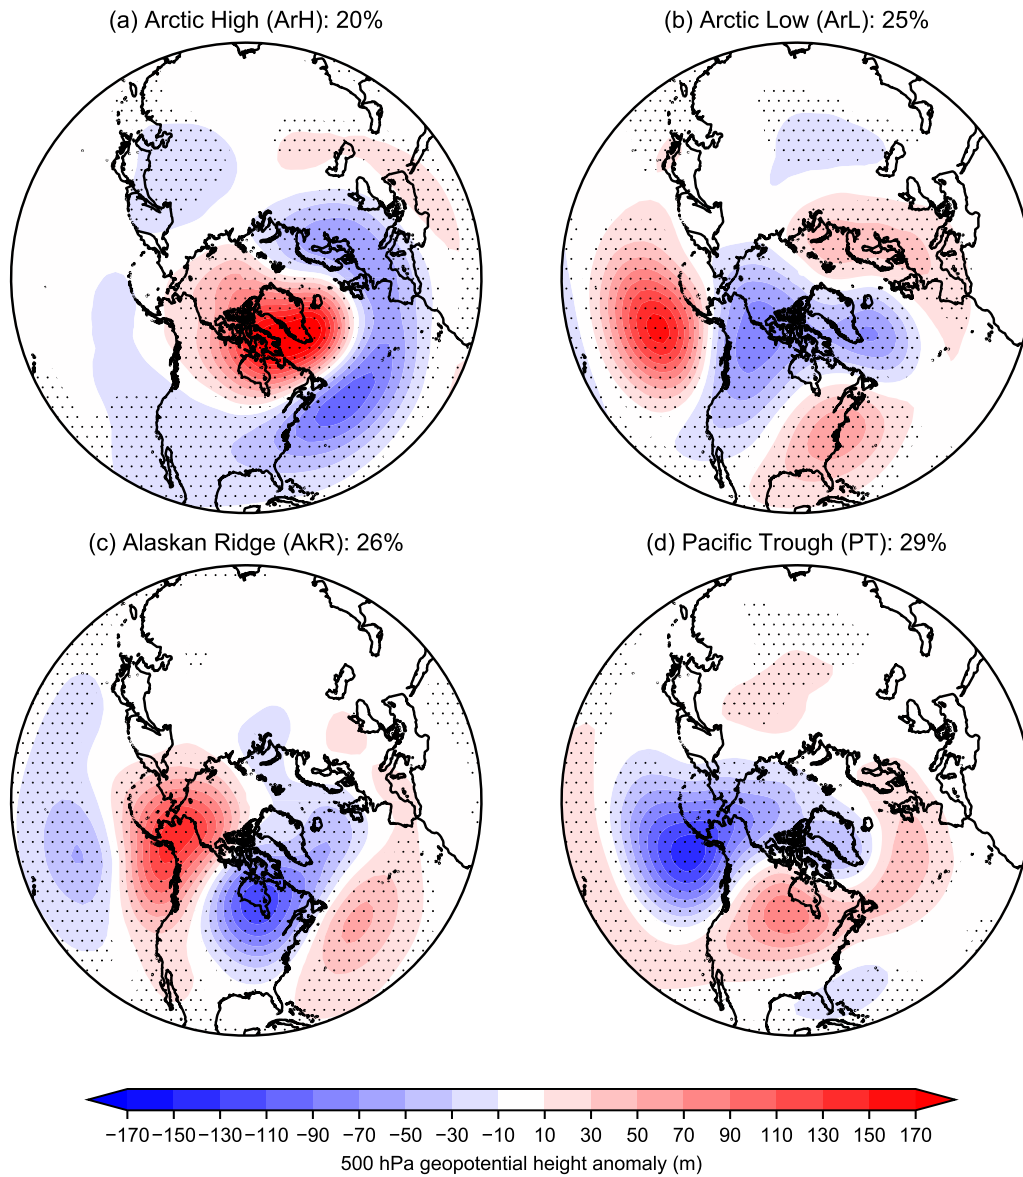 (a) Arctic High (ArH): 20%
(b) Arctic Low (ArL): 25%
(c) Alaskan Ridge (AkR): 26%
(d) Pacific Trough (PT): 29%
−170 −150 −130 −110 −90 −70 −50 −30 −10 10 30 50 70 90 110 130 150 170
500 hPa geopotential height anomaly (m)